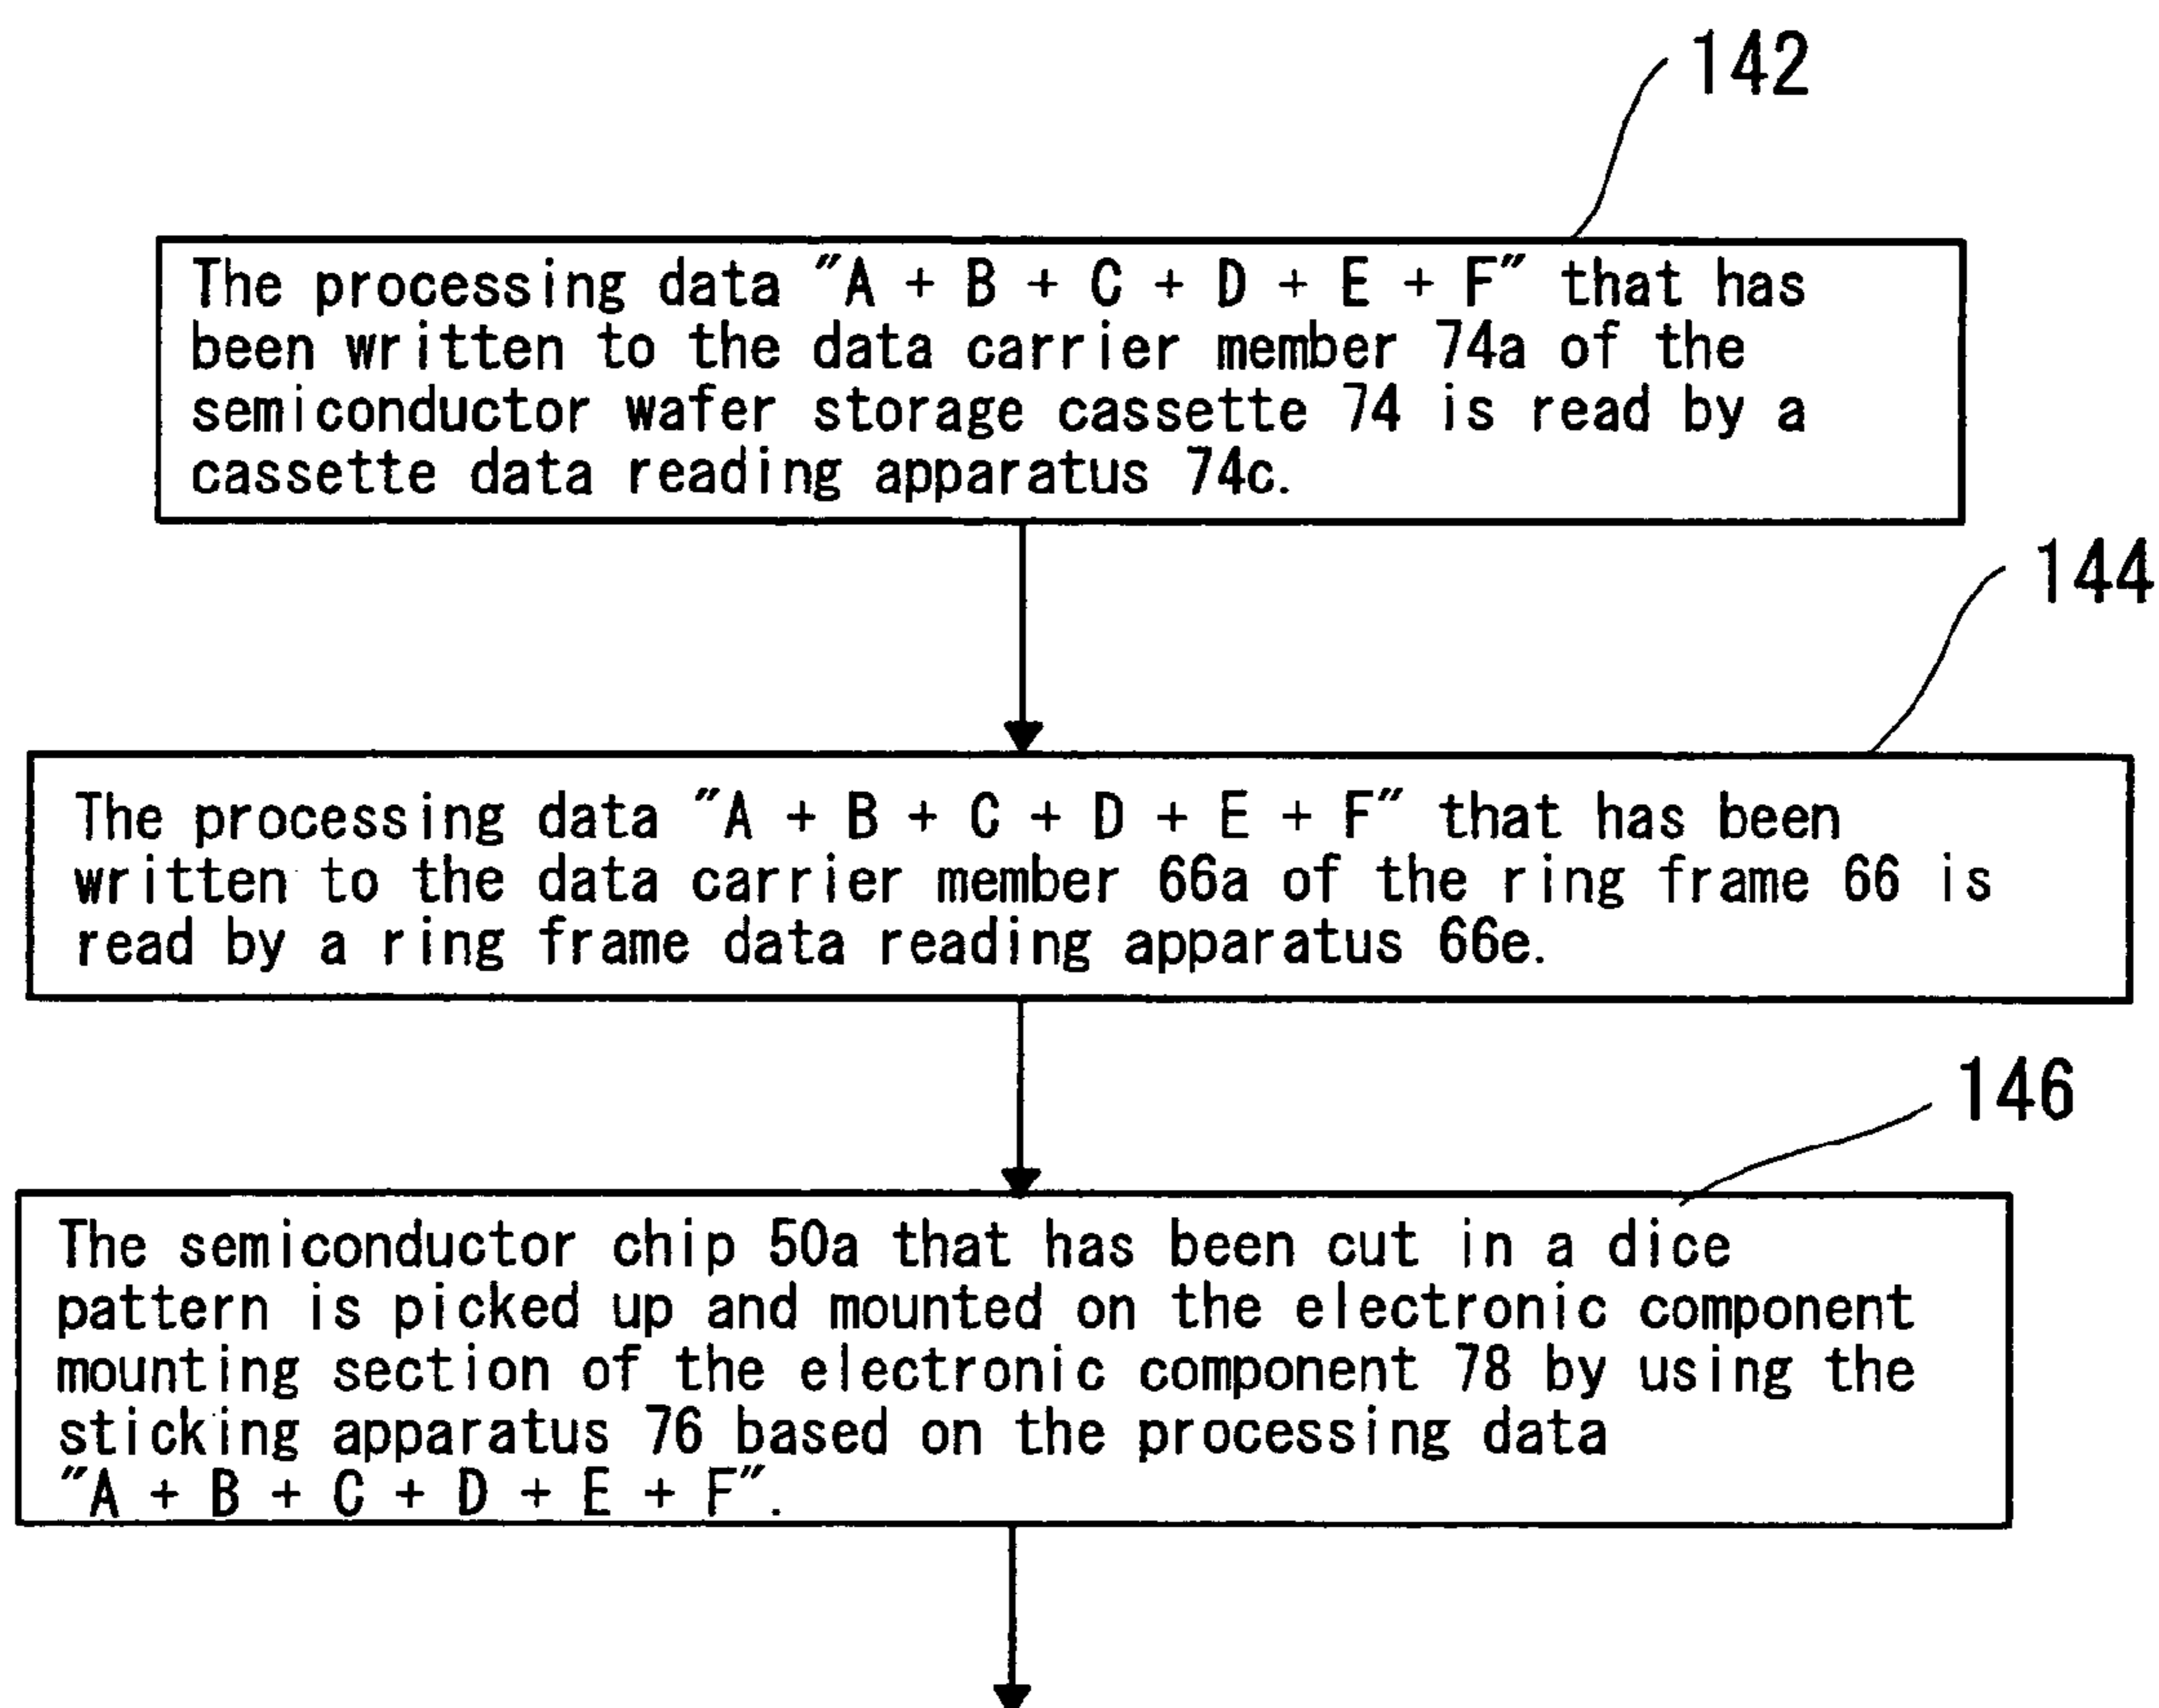 142
The processing data "A + B + C + D + E + F" that has
been written to the data carrier member 74a of the
semiconductor wafer storage cassette 74 is read by a
cassette data reading apparatus 74c.
144
The processing data "A + B + C + D + E + F" that has been
written to the data carrier member 66a of the ring frame 66 is
read by a ring frame data reading apparatus 66e.
146
The semiconductor chip 50a that has been cut in a dice
pattern is picked up and mounted on the electronic component
mounting section of the electronic component 78 by using the
sticking apparatus 76 based on the processing data
"A + B + C + D + E + F".